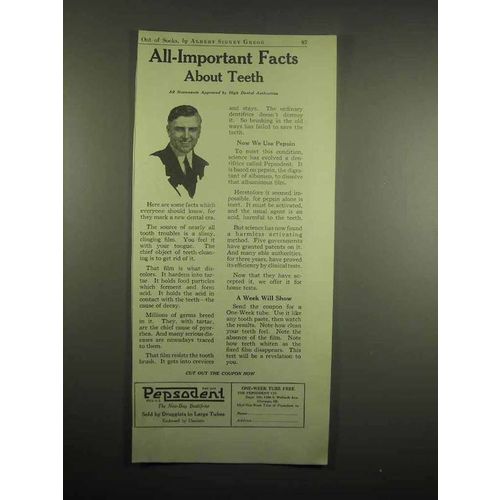 Out of Socks, by ALBERT SIDNEY GREGG 87
All-Important Facts
About Teeth
All Statements Approved by High Dental Authorities
Here are some facts which
everyone should know, for
they mark a new dental era.
The source of nearly all
tooth troubles is a slimy,
clinging film. You feel it
with your tongue. The
chief object of teeth clean-
ing is to get rid of it.
That film is what dis-
colors. It hardens into tar-
tar. It holds food particles
which ferment and form
acid. It holds the acid in
contact with the teeth—the
cause of decay.
Millions of germs breed
in it. They, with tartar,
are the chief cause of pyor-
rhea. And many serious dis-
eases are nowadays traced
to them.
That film resists the tooth
brush. It gets into crevices
and stays. The ordinary
dentifrice doesn't dismay
it. So brushing in the old
ways has failed to save the
teeth.
Now We Use Pepsin
To meet this condition,
science has evolved a den-
tifrice called Pepsodent. It
is based on pepsin, the diges-
tant of albumen, to dissolve
that albuminous film.
Heretofore it seemed im-
possible, for pepsin alone is
inert. It must be activated,
and the usual agent is an
acid, harmful to the teeth.
But science has now found
a harmless activating
method. Five governments
have granted patents on it.
And many able authorities,
for three years, have proved
its efficiency by clinical tests.
Now that they have ac-
cepted it, we offer it for
home tests.
A Week Will Show
Send the coupon for a
One-Week tube. Use it like
any tooth paste, then watch
the results. Note how clean
your teeth feel. Note the
absence of the film. Note
how teeth whiten as the
fixed film disappears. This
test will be a revelation to
you.
CUT OUT THE COUPON NOW
Pepsodent
The New-Day Dentifrice
Sold by Druggists in Large Tubes
ONE-WEEK TUBE FREE
THE PEPSODENT CO.
Chicago, Ill.
Name
Address